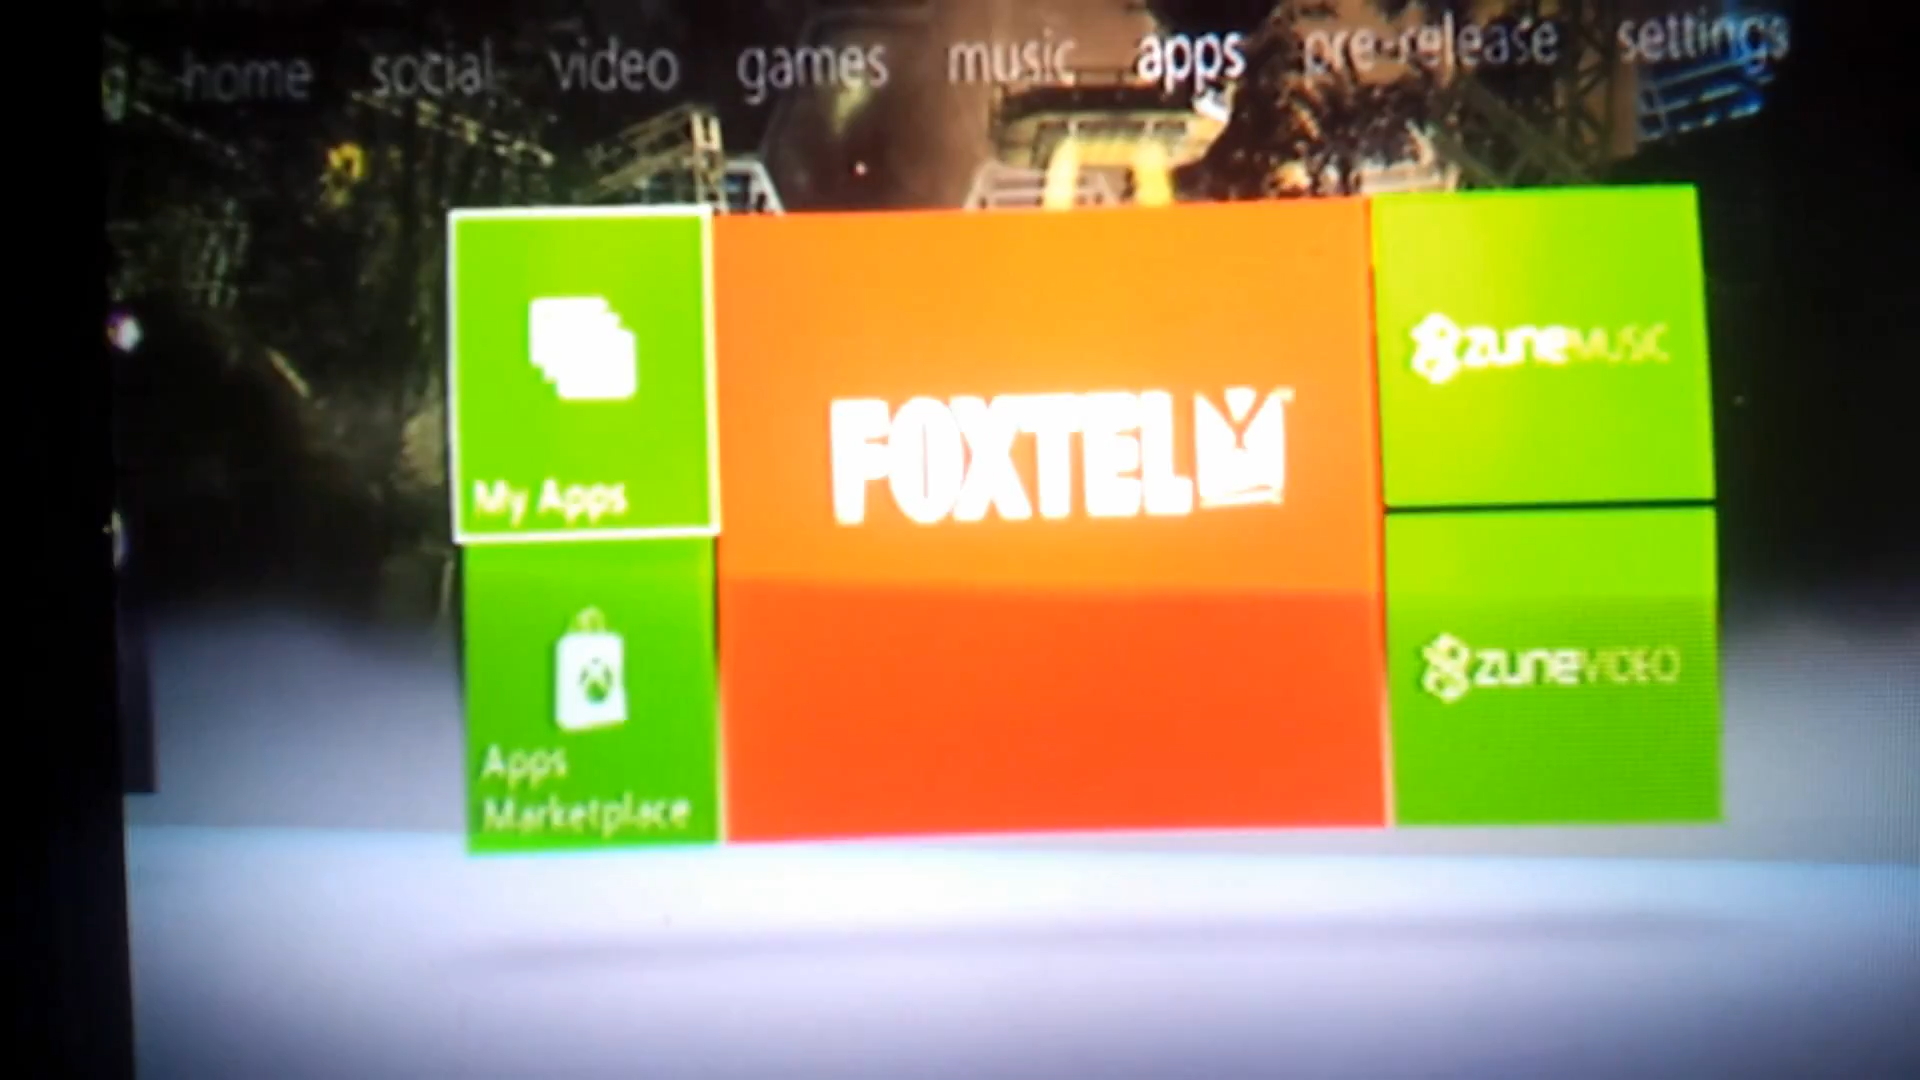 home social video games music apps pre-release settings
My Apps
FOXTEL
zune MUSIC
Apps
Marketplace
zune VIDEO